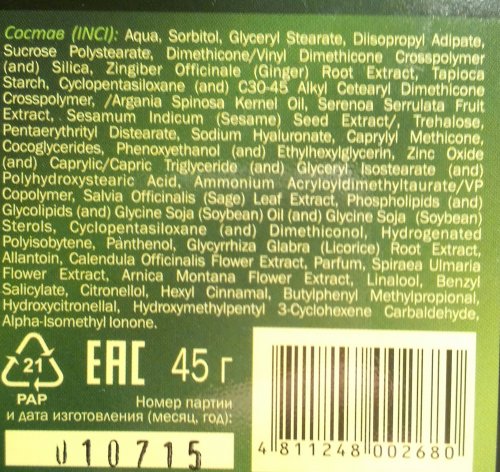 Состав (INCI): Aqua, Sorbitol, Glyceryl Stearate, Diisopropyl Adipate,
Sucrose Polystearate, Dimethicone/Vinyl Dimethicone Crosspolymer
(and) Silica, Zingiber Officinale (Ginger) Root Extract, Tapioca
Starch, Cyclopentasiloxane (and) C30-45 Alkyl Cetearyl Dimethicone
Crosspolymer, /Argania Spinosa Kernel Oil, Serenoa Serrulata Fruit
Extract, Sesamum Indicum (Sesame) Seed Extract/, Trehalose,
Pentaerythrityl Distearate, Sodium Hyaluronate, Caprylyl Methicone,
Cocoglycerides, Phenoxyethanol (and) Ethylhexylglycerin, Zinc Oxide
(and) Caprylic/Capric Triglyceride (and) Glyceryl Isostearate (and)
Polyhydroxystearic Acid, Ammonium Acryloyldimethyltaurate/VP
Copolymer, Salvia Officinalis (Sage) Leaf Extract, Phospholipids (and)
Glycolipids (and) Glycine Soja (Soybean) Oil (and) Glycine Soja (Soybean)
Sterols, Cyclopentasiloxane (and) Dimethiconol, Hydrogenated
Polyisobutene, Panthenol, Glycyrrhiza Glabra (Licorice) Root Extract,
Allantoin, Calendula Officinalis Flower Extract, Parfum, Spiraea Ulmaria
Flower Extract, Arnica Montana Flower Extract, Linalool, Benzyl
Salicylate, Citronellol, Hexyl Cinnamal, Butylphenyl Methylpropional,
Hydroxycitronellal, Hydroxymethylpentyl 3-Cyclohexene Carbaldehyde,
Alpha-Isomethyl Ionone.
21
PAP
EAC
45 г
Номер партии
и дата изготовления (месяц, год):
010715
4 811248 002680